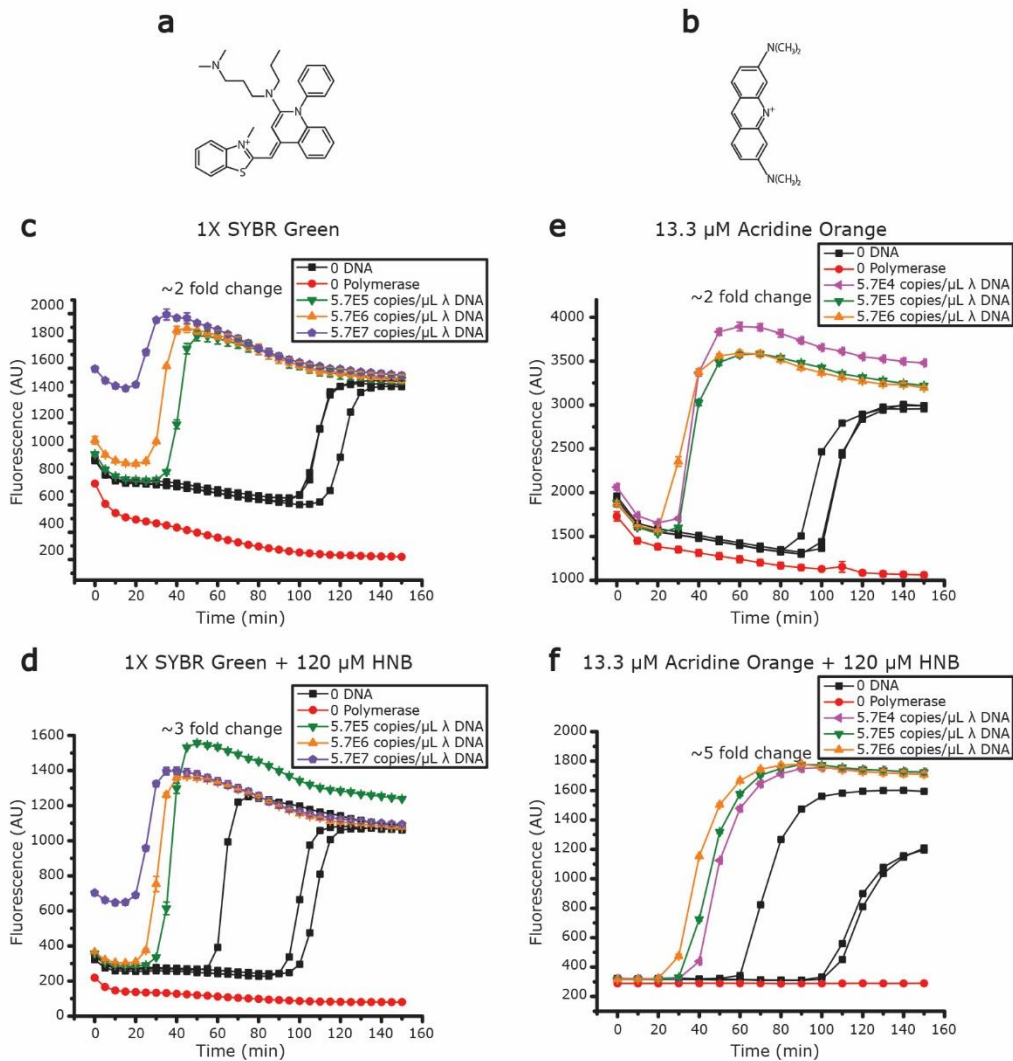 a
N
N
N
N+
S
b
N(CH₃)₂
N+
N(CH₃)₂
c
1X SYBR Green
0 DNA
0 Polymerase
5.7E5 copies/µL λ DNA
5.7E6 copies/µL λ DNA
5.7E7 copies/µL λ DNA
~2 fold change
Fluorescence (AU)
2000
1800
1600
1400
1200
1000
800
600
400
200
0 20 40 60 80 100 120 140 160
Time (min)
e
13.3 µM Acridine Orange
0 DNA
0 Polymerase
5.7E4 copies/µL λ DNA
5.7E5 copies/µL λ DNA
5.7E6 copies/µL λ DNA
~2 fold change
Fluorescence (AU)
4000
3500
3000
2500
2000
1500
1000
0 20 40 60 80 100 120 140 160
Time (min)
d
1X SYBR Green + 120 µM HNB
0 DNA
0 Polymerase
5.7E5 copies/µL λ DNA
5.7E6 copies/µL λ DNA
5.7E7 copies/µL λ DNA
~3 fold change
Fluorescence (AU)
1600
1400
1200
1000
800
600
400
200
0
0 20 40 60 80 100 120 140 160
Time (min)
f
13.3 µM Acridine Orange + 120 µM HNB
0 DNA
0 Polymerase
5.7E4 copies/µL λ DNA
5.7E5 copies/µL λ DNA
5.7E6 copies/µL λ DNA
~5 fold change
Fluorescence (AU)
2000
1800
1600
1400
1200
1000
800
600
400
200
0 20 40 60 80 100 120 140 160
Time (min)